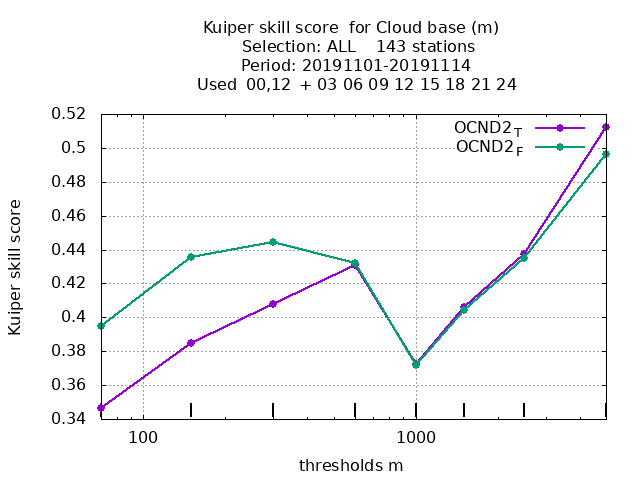 Kuiper skill score  for Cloud base (m)
Selection: ALL    143 stations
Period: 20191101-20191114
Used  00,12  + 03 06 09 12 15 18 21 24
OCND2T
OCND2F
0.52
0.5
0.48
0.46
0.44
0.42
0.4
0.38
0.36
0.34
Kuiper skill score
100
1000
thresholds m